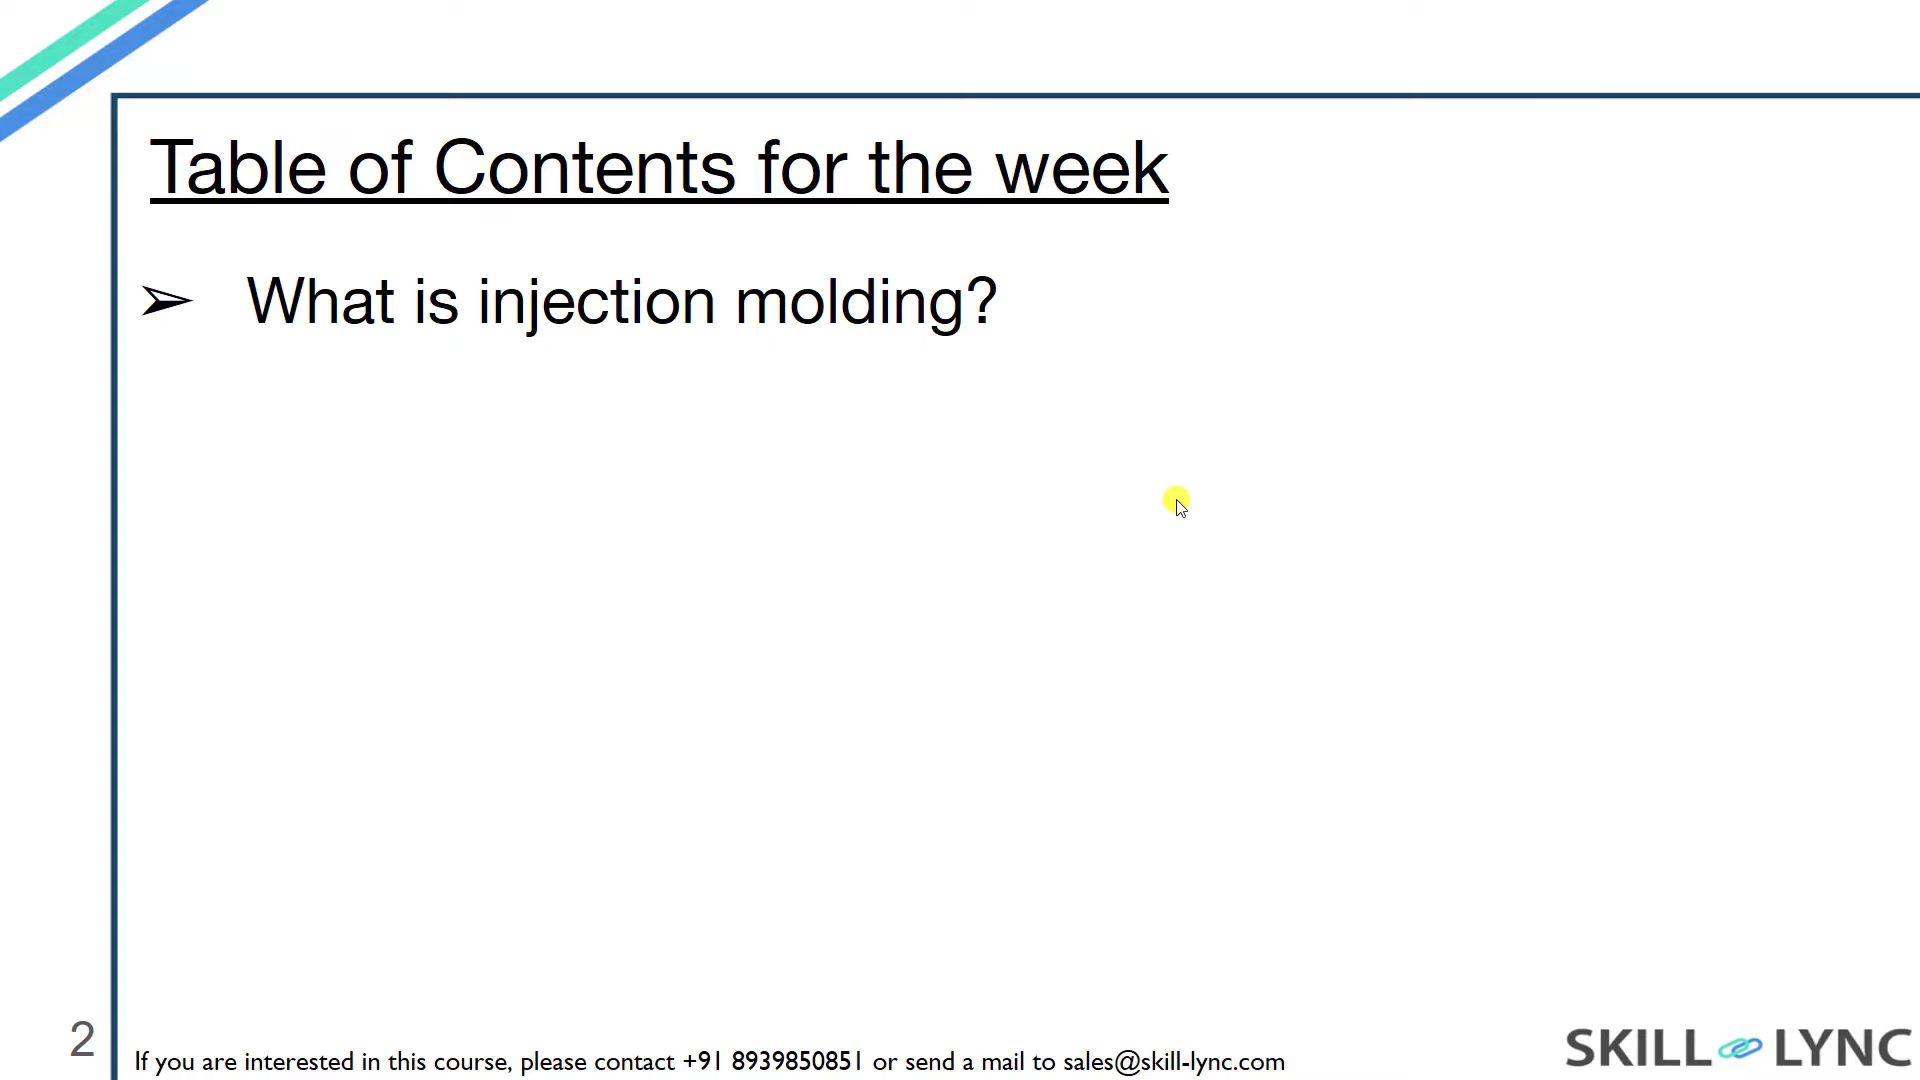 Table of Contents for the week
➢ What is injection molding?
2
If you are interested in this course, please contact +91 8939850851 or send a mail to sales@skill-lync.com
SKILL LYNC